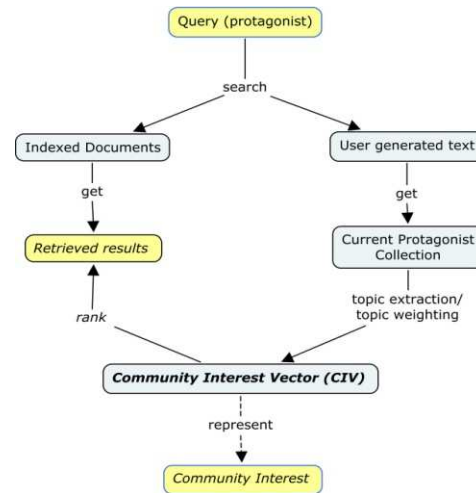 Query (protagonist)
search
Indexed Documents
User generated text
get
get
Retrieved results
Current Protagonist
Collection
rank
topic extraction/
topic weighting
Community Interest Vector (CIV)
represent
Community Interest